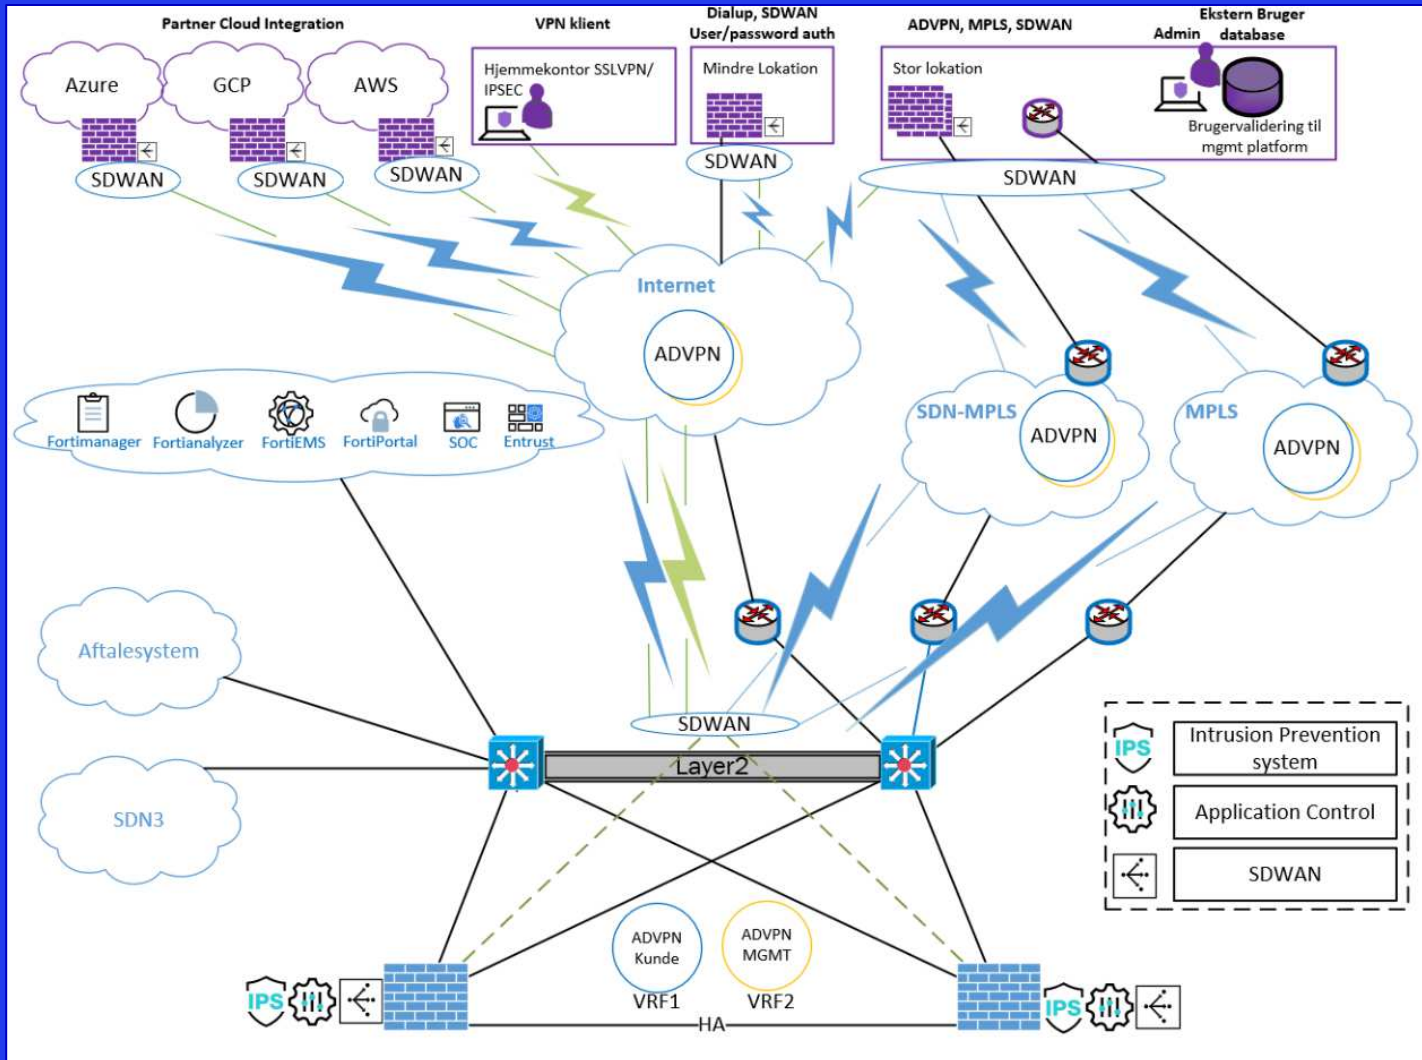 Partner Cloud Integration
VPN klient
Dialup, SDWAN
User/password auth
ADVPN, MPLS, SDWAN
Ekstern Bruger
database
Admin
Azure
GCP
AWS
Hjemmekontor SSLVPN/
IPSEC
Mindre Lokation
Stor lokation
Brugervalidering til
mgmt platform
SDWAN
SDWAN
SDWAN
SDWAN
SDWAN
Internet
ADVPN
SDN-MPLS
ADVPN
MPLS
ADVPN
Fortimanager
Fortianalyzer
FortiEMS
FortiPortal
SOC
Entrust
Aftalesystem
SDN3
SDWAN
Layer2
IPS
Intrusion Prevention
system
Application Control
SDWAN
ADVPN
Kunde
VRF1
ADVPN
MGMT
VRF2
IPS
HA
IPS